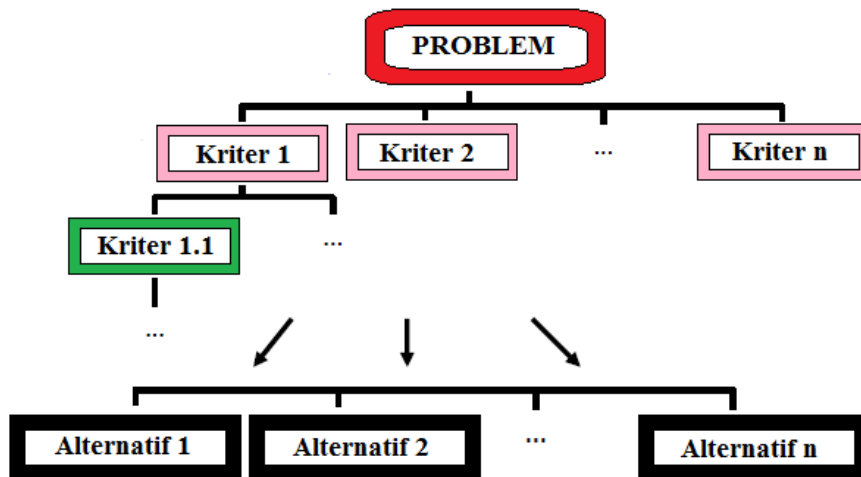 PROBLEM
Kriter 1
Kriter 2
...
Kriter n
Kriter 1.1
...
...
Alternatif 1
Alternatif 2
...
Alternatif n